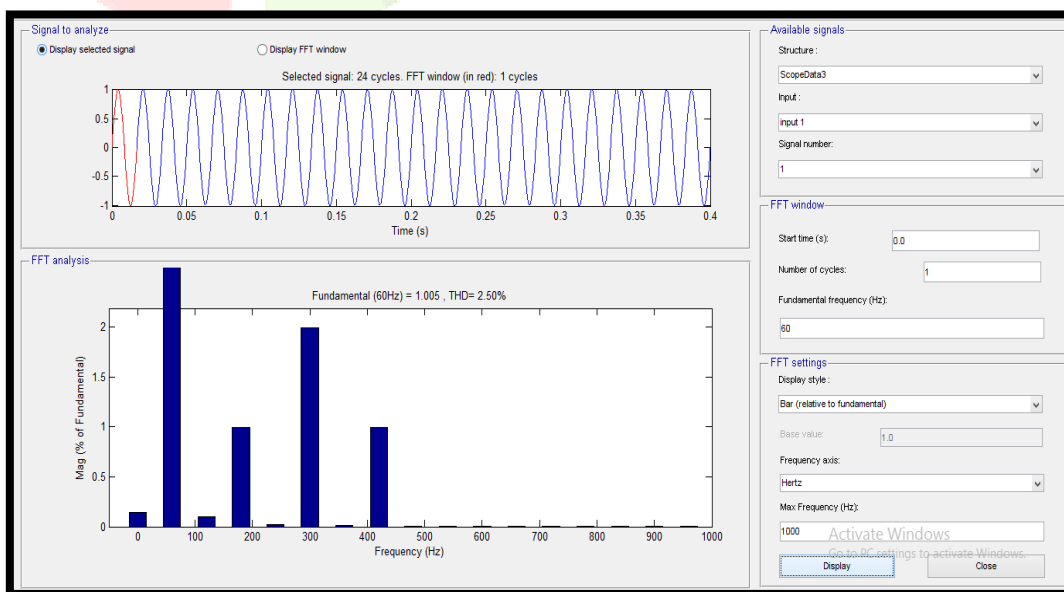 Signal to analyze
Display selected signal
Display FFT window
Selected signal: 24 cycles. FFT window (in red): 1 cycles
1
0.5
0
-0.5
-1
0 0.05 0.1 0.15 0.2 0.25 0.3 0.35 0.4
Time (s)
FFT analysis
Fundamental (60Hz) = 1.005 , THD= 2.50%
Mag (% of Fundamental)
2
1.5
1
0.5
0
0 100 200 300 400 500 600 700 800 900 1000
Frequency (Hz)
Available signals
Structure :
ScopeData3
Input :
input 1
Signal number:
1
FFT window
Start time (s):
0.0
Number of cycles:
1
Fundamental frequency (Hz):
60
FFT settings
Display style :
Bar (relative to fundamental)
Base value:
1.0
Frequency axis:
Hertz
Max Frequency (Hz):
1000
Activate Windows
Go to PC settings to activate Windows.
Display
Close